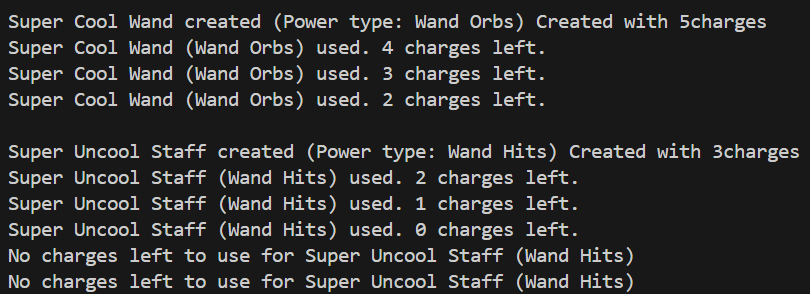 Super Cool Wand created (Power type: Wand Orbs) Created with 5charges
Super Cool Wand (Wand Orbs) used. 4 charges left.
Super Cool Wand (Wand Orbs) used. 3 charges left.
Super Cool Wand (Wand Orbs) used. 2 charges left.

Super Uncool Staff created (Power type: Wand Hits) Created with 3charges
Super Uncool Staff (Wand Hits) used. 2 charges left.
Super Uncool Staff (Wand Hits) used. 1 charges left.
Super Uncool Staff (Wand Hits) used. 0 charges left.
No charges left to use for Super Uncool Staff (Wand Hits)
No charges left to use for Super Uncool Staff (Wand Hits)